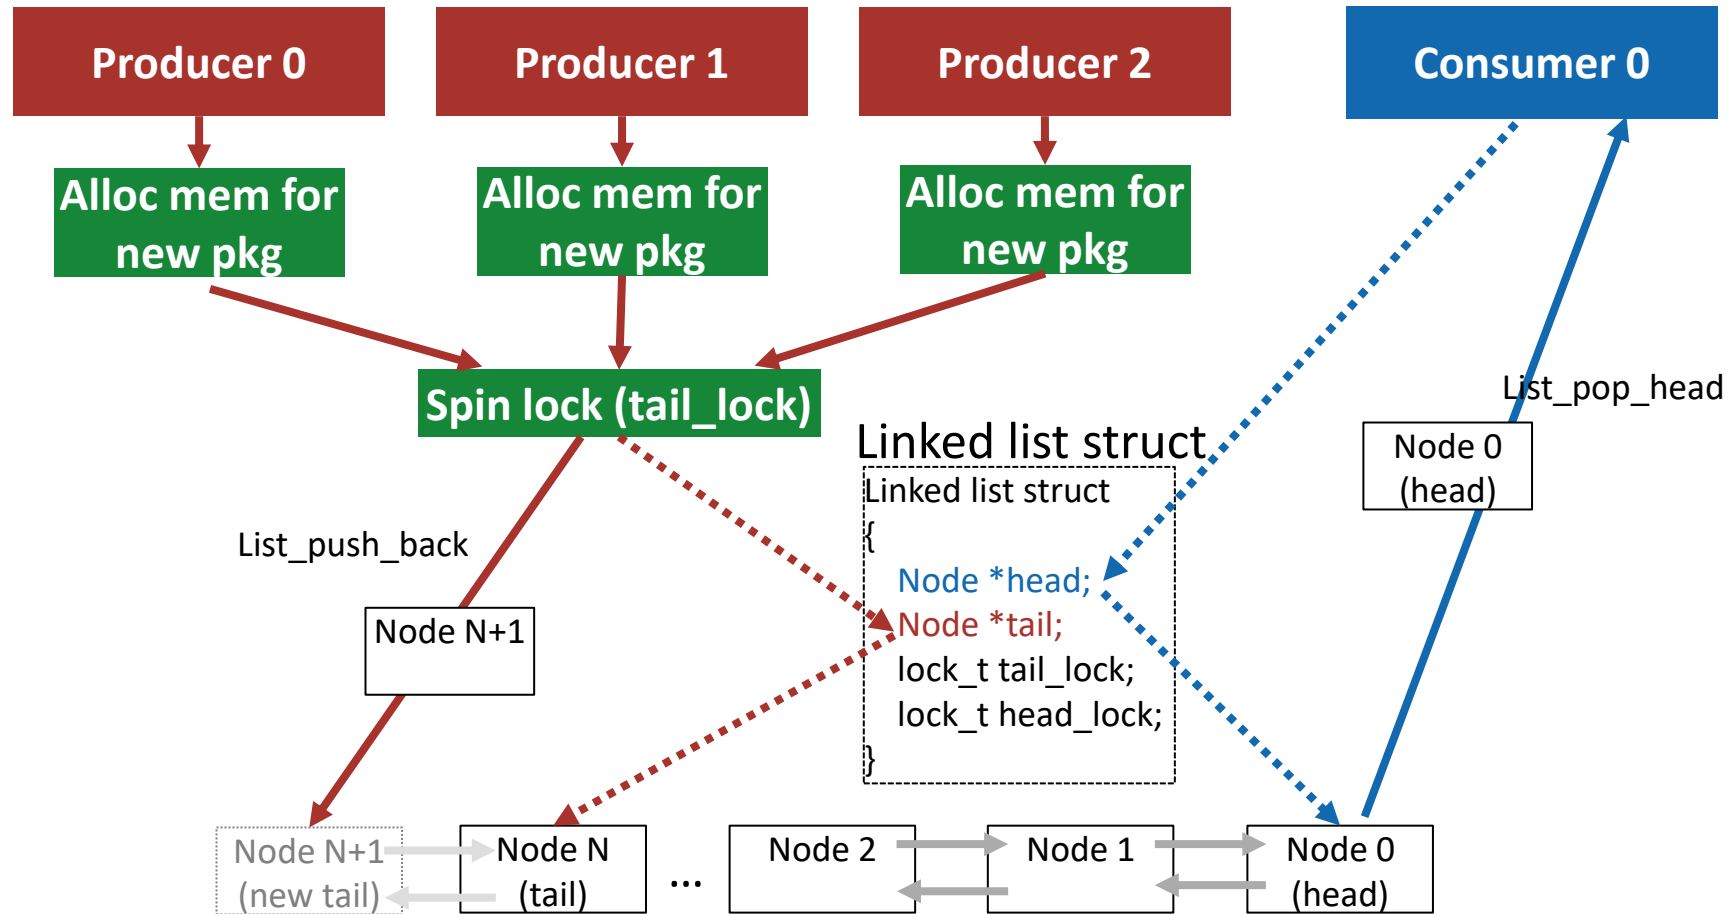 Producer 0
Producer 1
Producer 2
Consumer 0
Alloc mem for
new pkg
Alloc mem for
new pkg
Alloc mem for
new pkg
Spin lock (tail_lock)
List_pop_head
Node 0
(head)
Linked list struct
Linked list struct
{
Node *head;
Node *tail;
lock_t tail_lock;
lock_t head_lock;
}
List_push_back
Node N+1
Node N+1
(new tail)
Node N
(tail)
...
Node 2
Node 1
Node 0
(head)